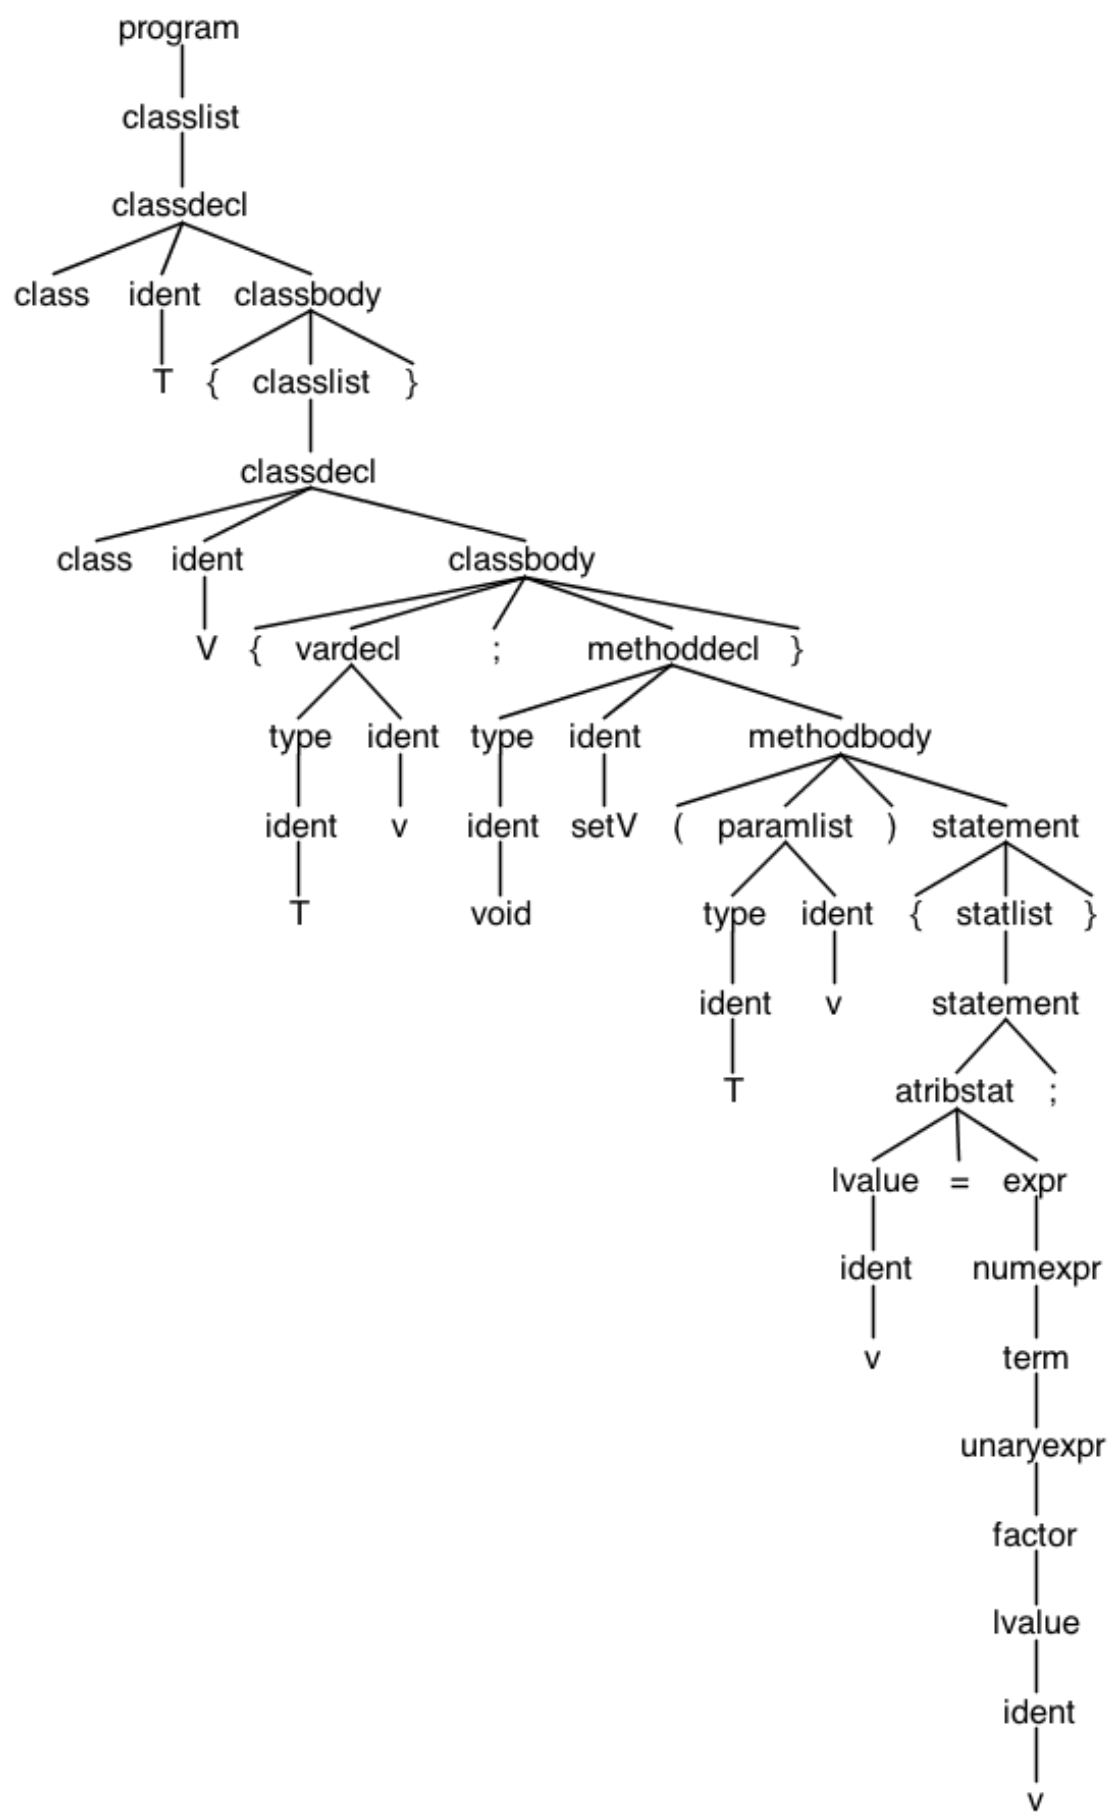 program
classlist
classdecl
class ident classbody
T { classlist }
classdecl
class ident classbody
V { vardecl ; methoddecl }
type ident type ident methodbody
ident v ident setV ( paramlist ) statement
T void type ident { statlist }
ident v statement
T atribstat ;
lvalue = expr
ident numexpr
v term
unaryexpr
factor
lvalue
ident
v